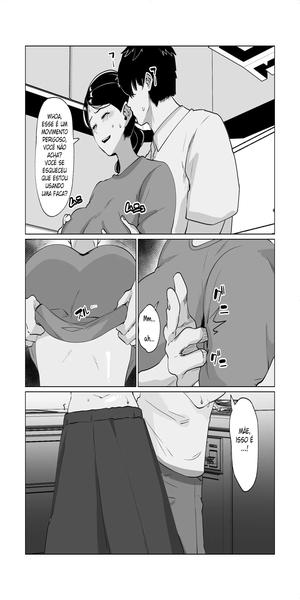 WHOA,
ESSE É UM
MOVIMENTO
PERIGOSO,
VOCÊ NÃO
ACHA?
VOCÊ SE
ESQUECEU
QUE ESTOU
USANDO
UMA FACA?
MM...
AH...
MÃE,
ISSO É
...!